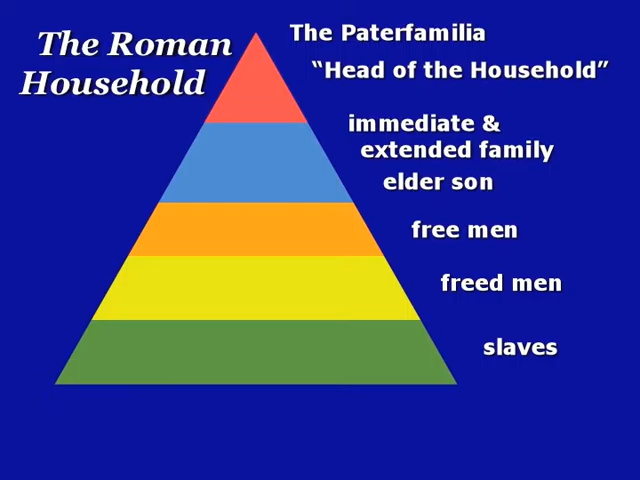 The Roman
Household
The Paterfamilia
“Head of the Household”
immediate &
extended family
elder son
free men
freed men
slaves